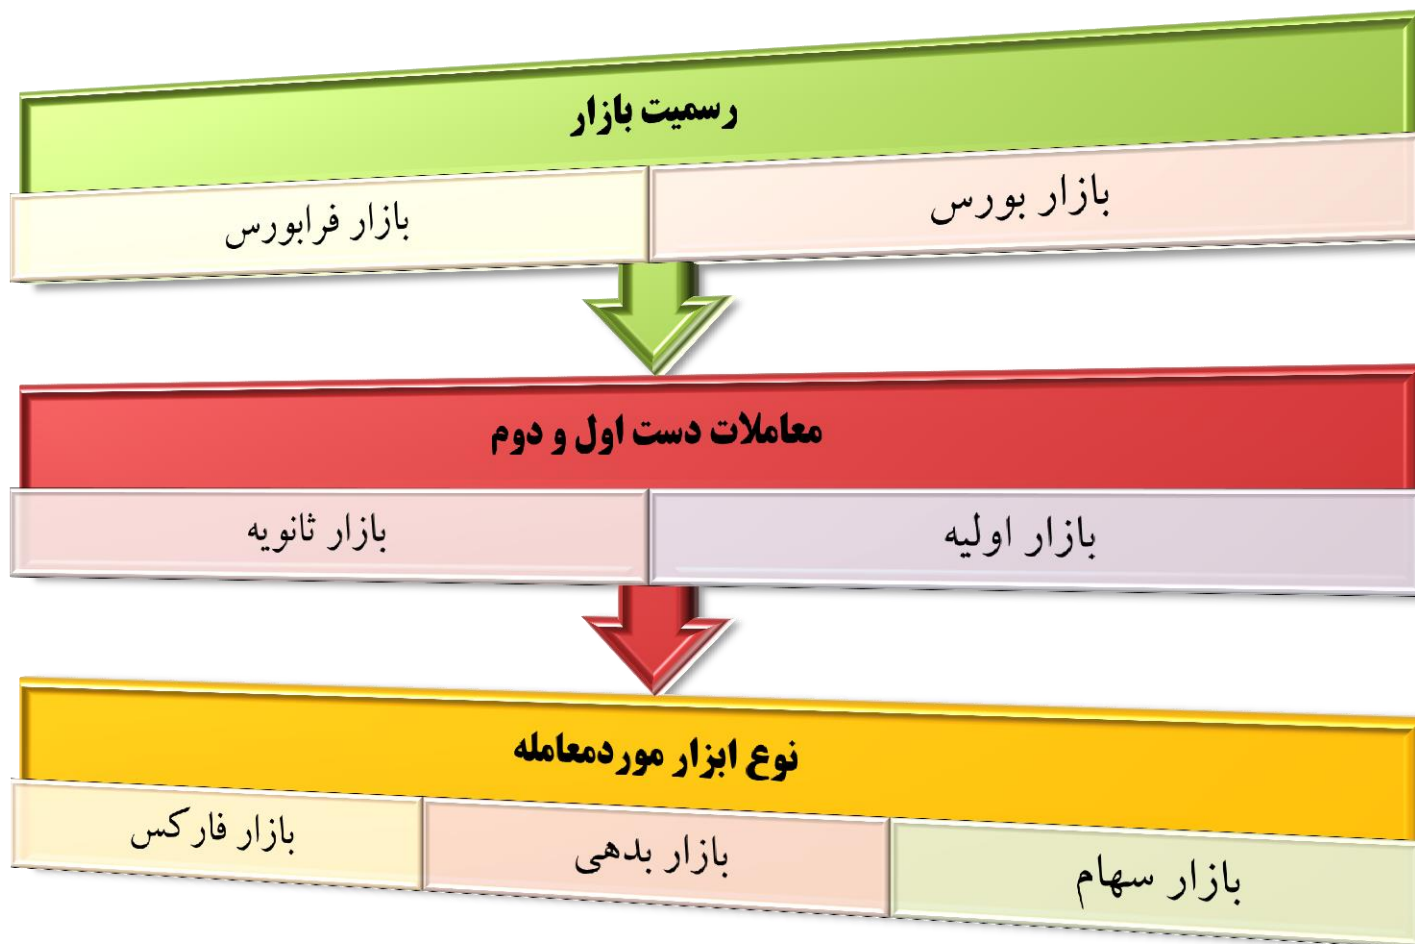 رسمیت بازار
بازار بورس
بازار فرابورس
معاملات دست اول و دوم
بازار اولیه
بازار ثانویه
نوع ابزار موردمعامله
بازار سهام
بازار بدهی
بازار فارکس